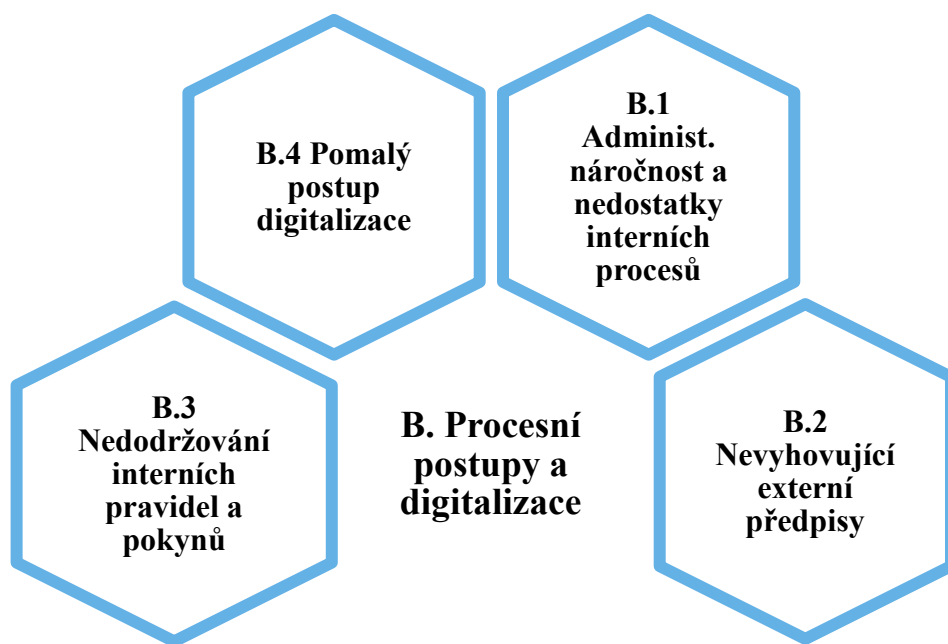 B.4 Pomalý
postup
digitalizace
B.1
Administ.
náročnost a
nedostatky
interních
procesů
B.3
Nedodržování
interních
pravidel a
pokynů
B. Procesní
postupy a
digitalizace
B.2
Nevyhovující
externí
předpisy